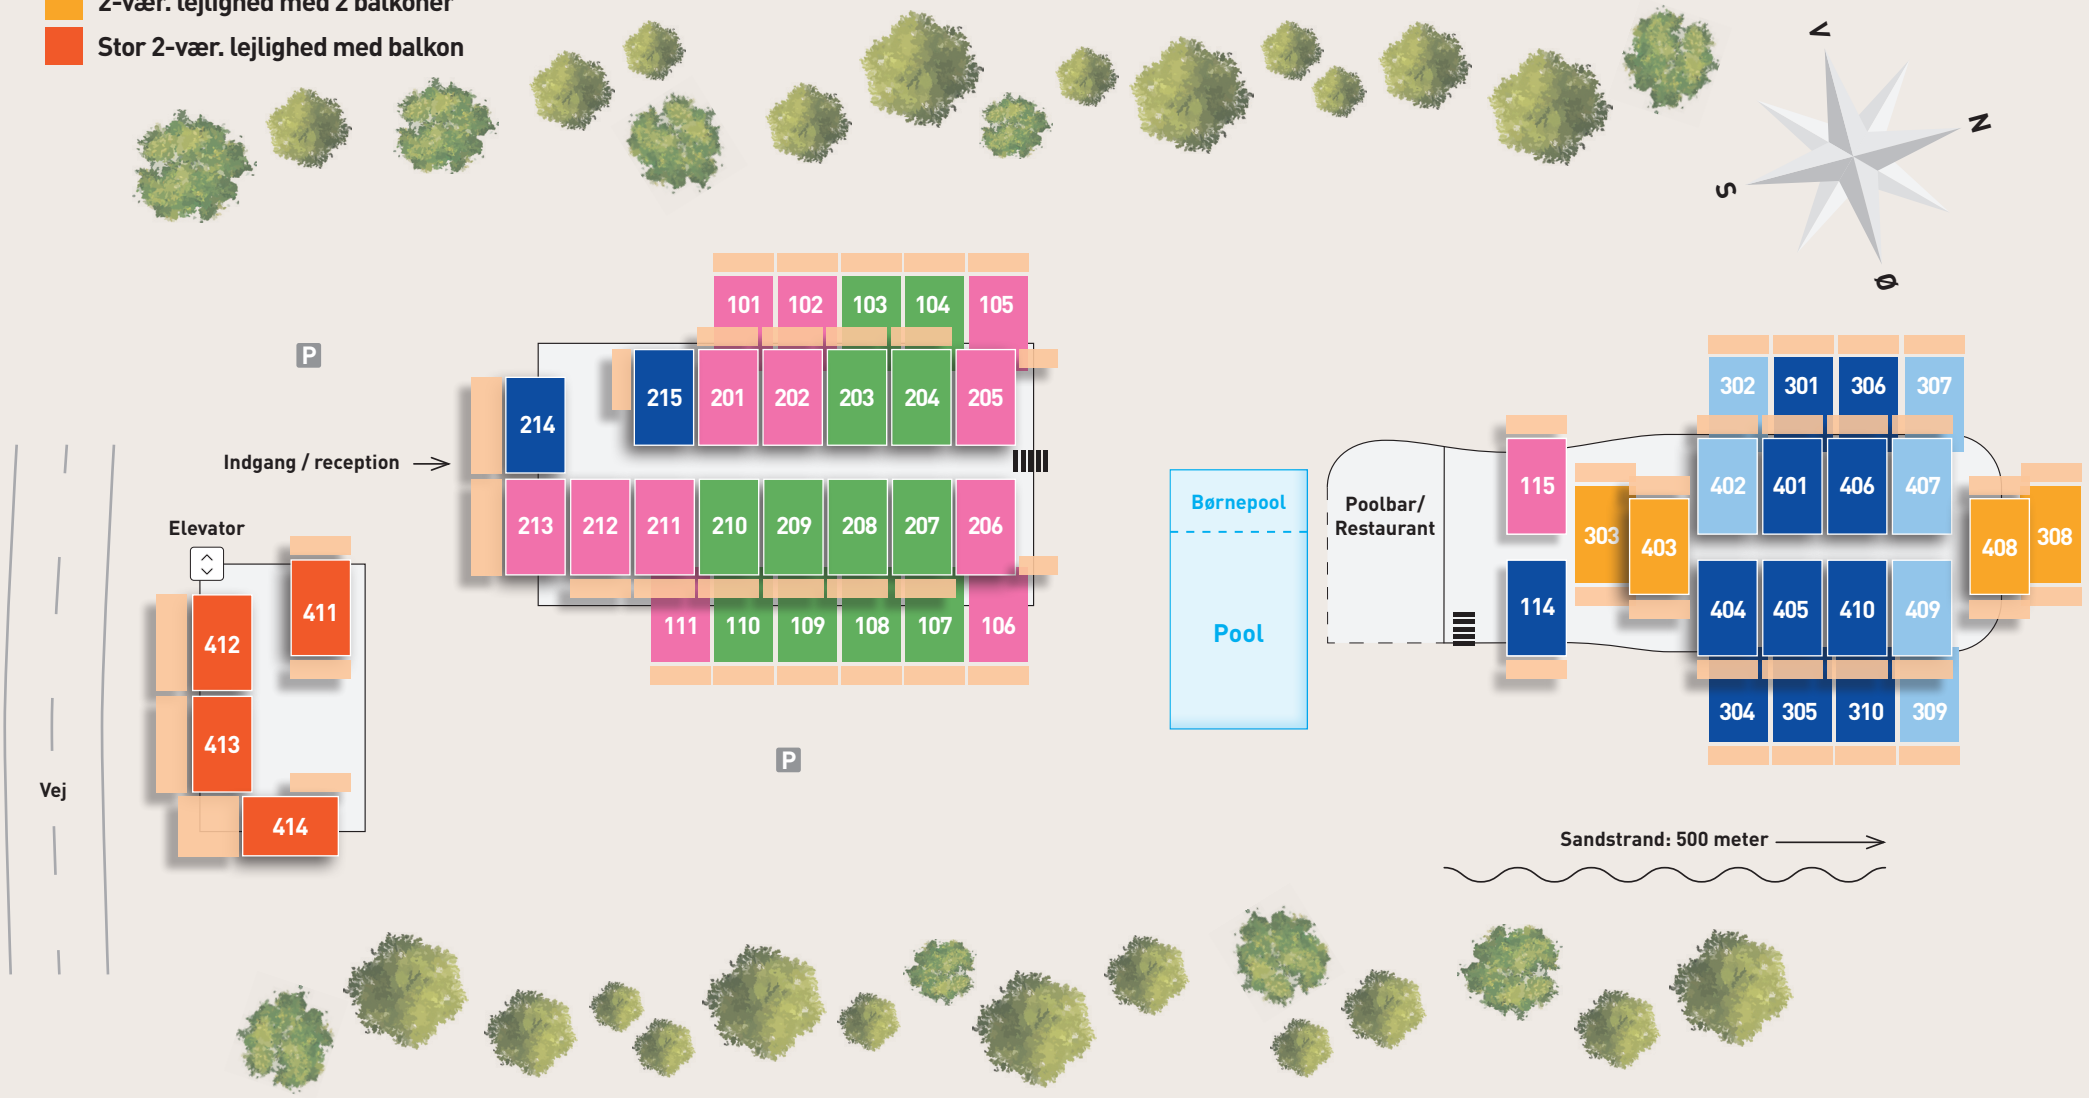 2-vær. lejlighed med 2 balkoner
Stor 2-vær. lejlighed med balkon
V
N
S
Ø
101 102 103 104 105
P
302 301 306 307
215 201 202 203 204 205
214
Indgang / reception
115 402 401 406 407
Børnepool
Poolbar/
Restaurant
213 212 211 210 209 208 207 206
Elevator
303 403 408 308
411
412
111 110 109 108 107 106
Pool
114 404 405 410 409
413
304 305 310 309
P
Vej
414
Sandstrand: 500 meter